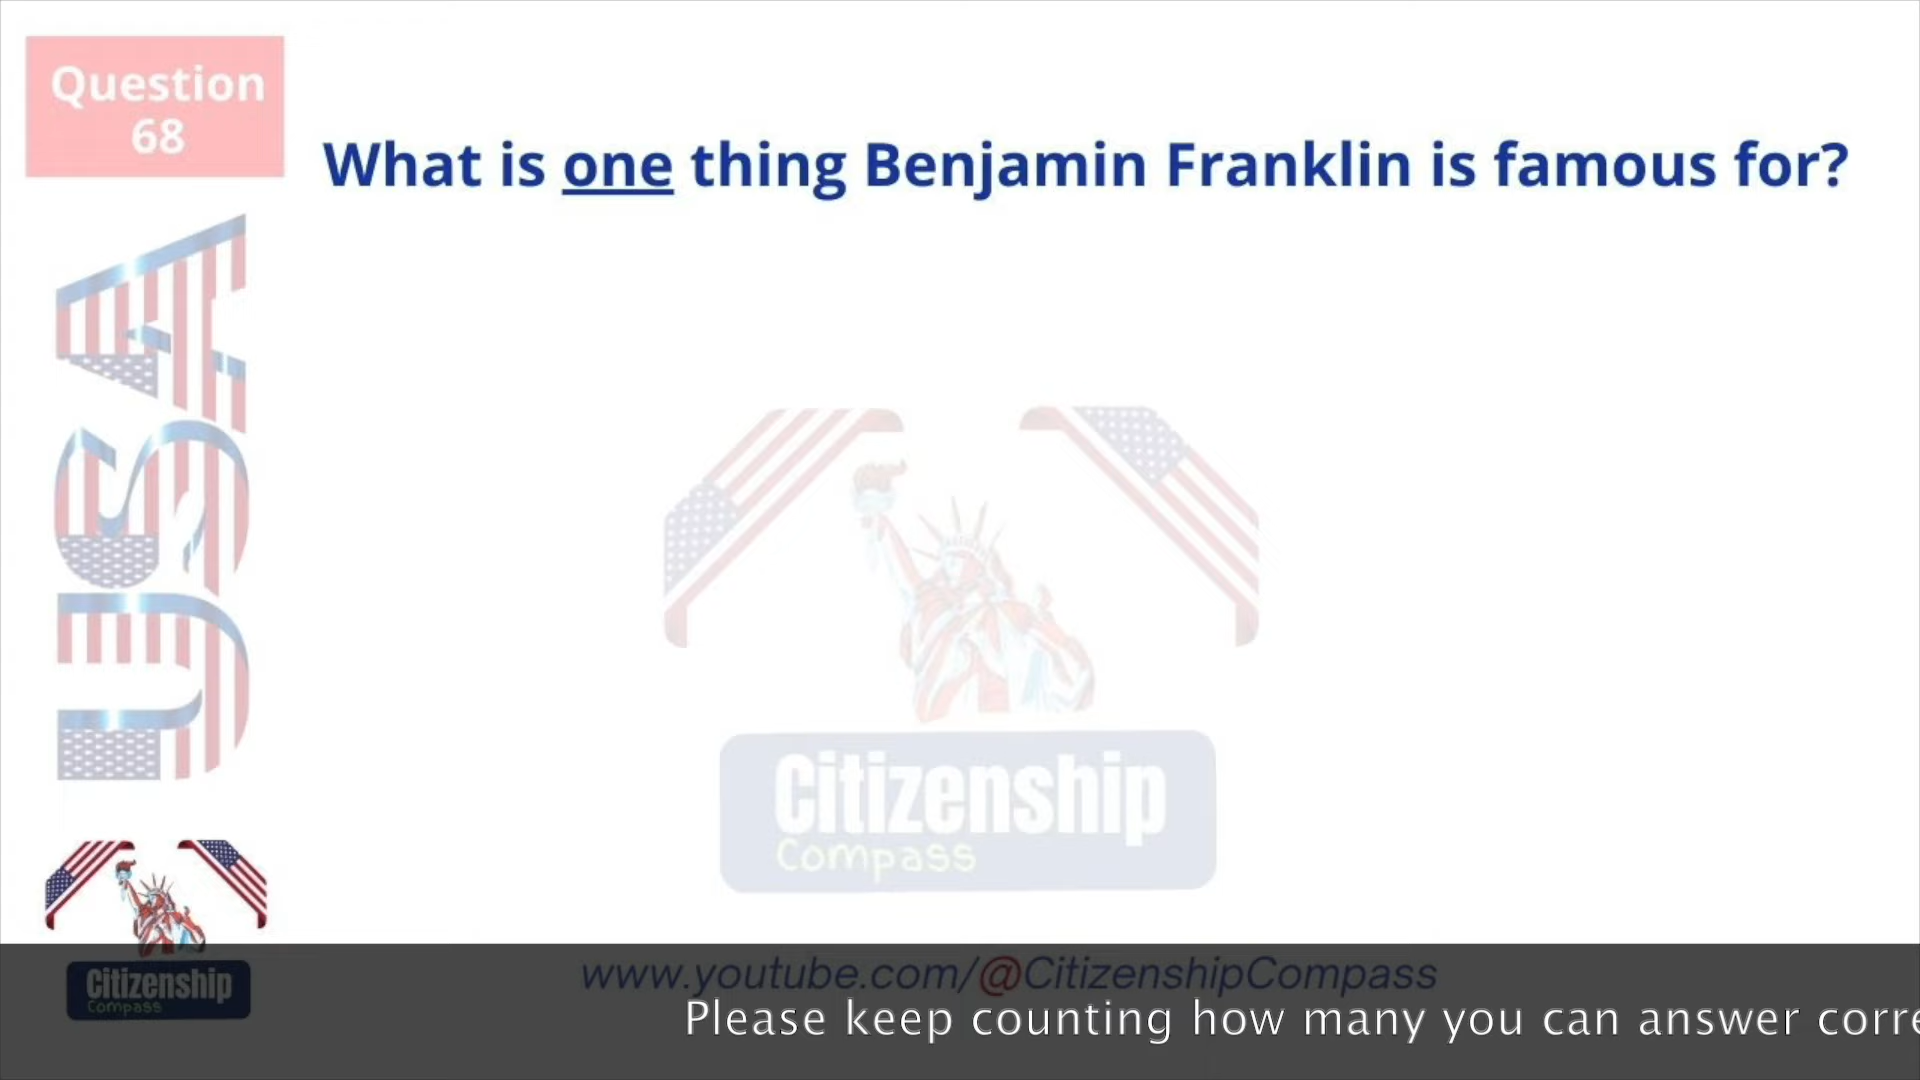 Question
68
What is one thing Benjamin Franklin is famous for?
USA
Citizenship
Compass
Citizenship
Compass
www.youtube.com/@CitizenshipCompass
Please keep counting how many you can answer corre